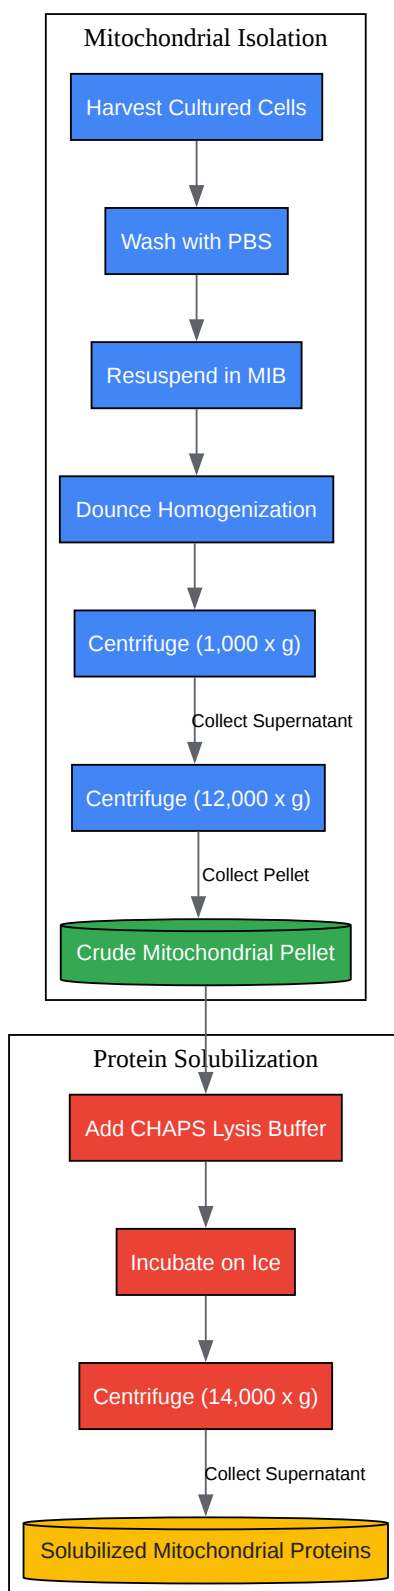 Mitochondrial Isolation
Harvest Cultured Cells
Wash with PBS
Resuspend in MIB
Dounce Homogenization
Centrifuge (1,000 x g)
Collect Supernatant
Centrifuge (12,000 x g)
Collect Pellet
Crude Mitochondrial Pellet
Protein Solubilization
Add CHAPS Lysis Buffer
Incubate on Ice
Centrifuge (14,000 x g)
Collect Supernatant
Solubilized Mitochondrial Proteins